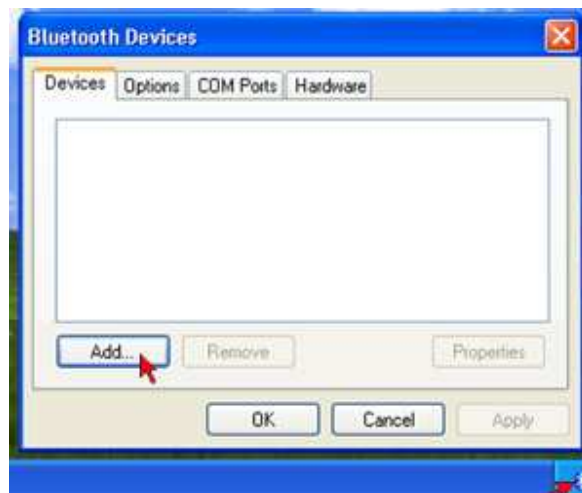 Bluetooth Devices
Devices Options COM Ports Hardware
Add... Remove Properties
OK Cancel Apply